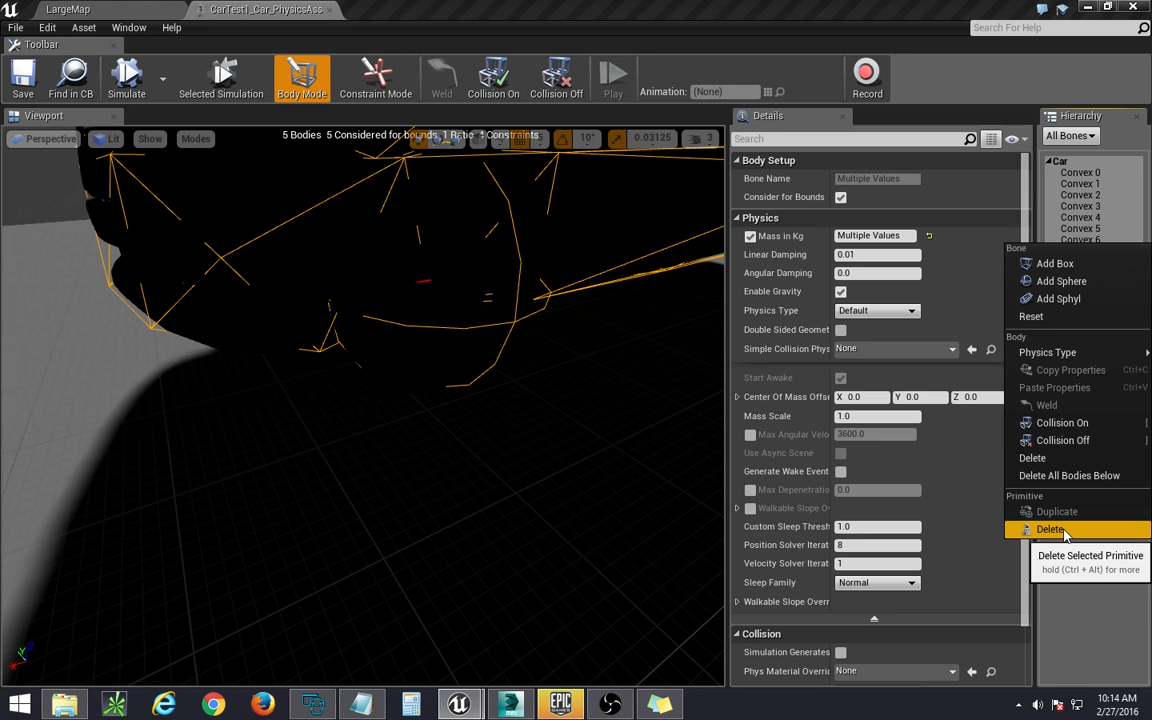 LargeMap
CarTest1_Car_PhysicsAss
File Edit Asset Window Help
Search For Help
Toolbar
Save
Find in CB
Simulate
Selected Simulation
Body Mode
Constraint Mode
Weld
Collision On
Collision Off
Play
Animation: (None)
Record
Viewport
Perspective
Lit
Show
Modes
5 Bodies 5 Considered for bounds, 1 Ratio
Constraints
10°
0.03125
3
Details
Search
Body Setup
Bone Name Multiple Values
Consider for Bounds
Physics
Mass in Kg Multiple Values
Linear Damping 0.01
Angular Damping 0.0
Enable Gravity
Physics Type Default
Double Sided Geomet
Simple Collision Phys None
Start Awake
Center Of Mass Offse X 0.0 Y 0.0 Z 0.0
Mass Scale 1.0
Max Angular Velo 3600.0
Use Async Scene
Generate Wake Event
Max Depenetratio 0.0
Walkable Slope O
Custom Sleep Thresh 1.0
Position Solver Iterat 8
Velocity Solver Iterat 1
Sleep Family Normal
Walkable Slope Overr
Collision
Simulation Generates
Phys Material Overric None
Hierarchy
All Bones
Car
Convex 0
Convex 1
Convex 2
Convex 3
Convex 4
Convex 5
Convex 6
Bone
Add Box
Add Sphere
Add Sphyl
Reset
Body
Physics Type
Copy Properties Ctrl+C
Paste Properties Ctrl+V
Weld
Collision On [
Collision Off ]
Delete
Delete All Bodies Below
Primitive
Duplicate
Delete
Delete Selected Primitive
hold (Ctrl + Alt) for more
EPIC
GAMES
10:14 AM
2/27/2016